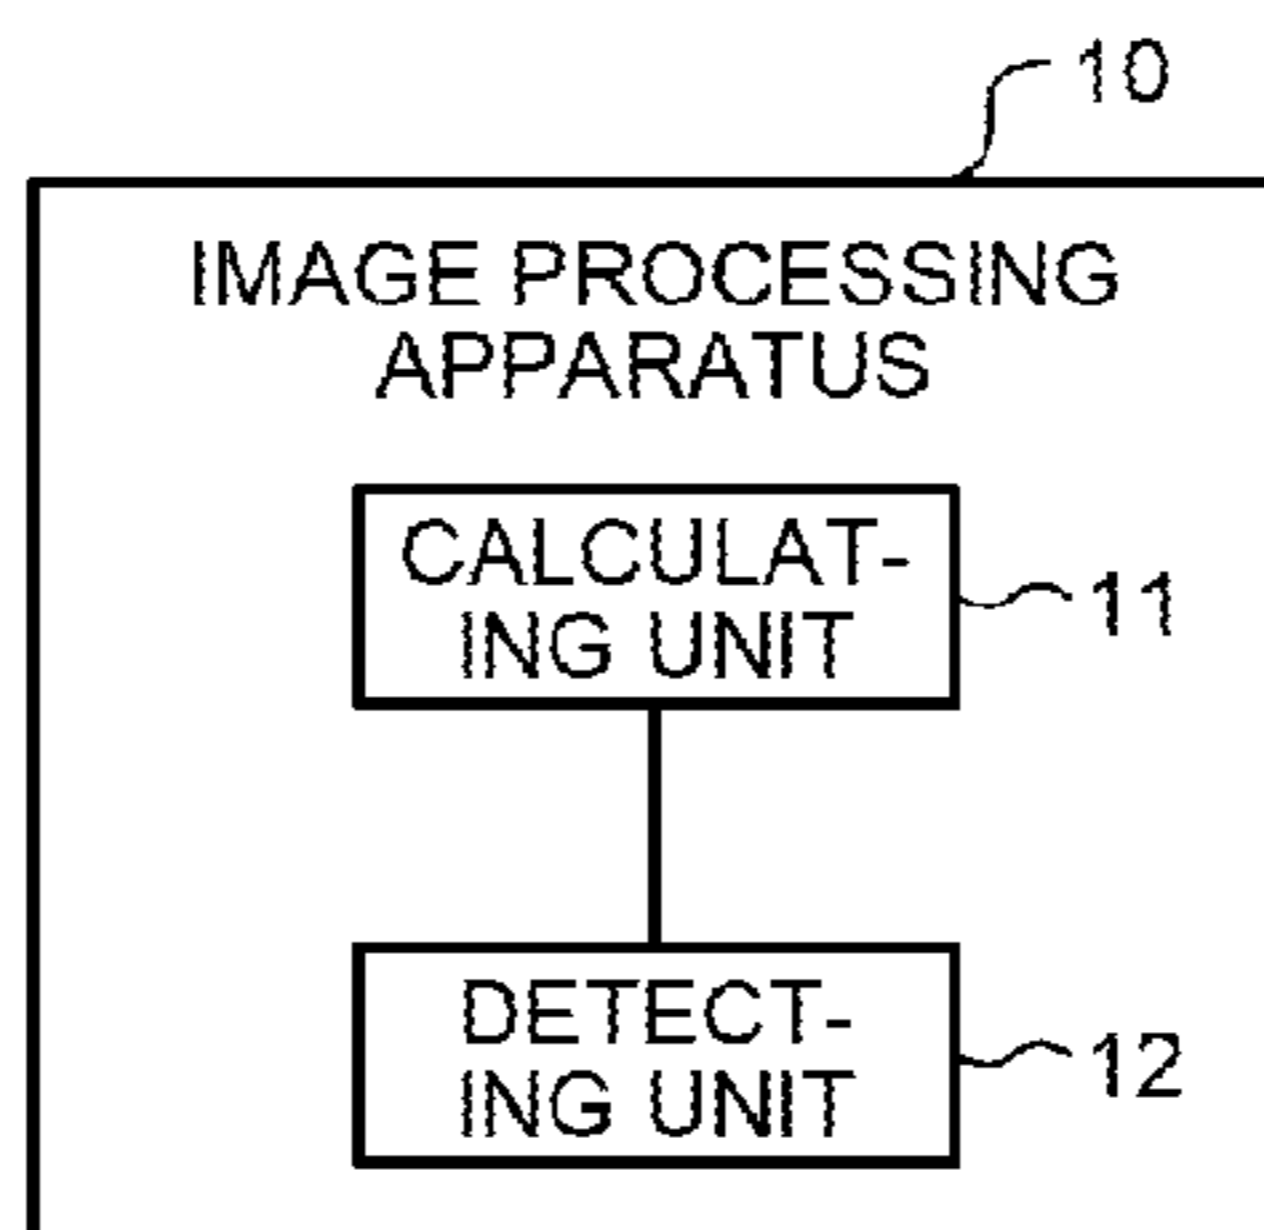 10
IMAGE PROCESSING
APPARATUS
CALCULAT-
ING UNIT
11
DETECT-
ING UNIT
12